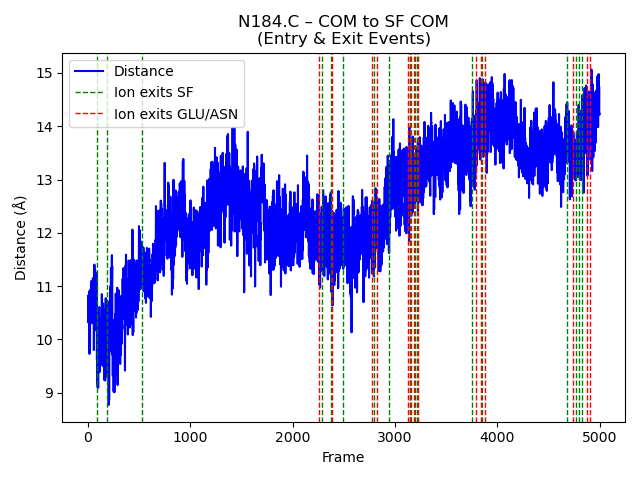 N184.C – COM to SF COM
(Entry & Exit Events)
Distance
Ion exits SF
Ion exits GLU/ASN
Distance (Å)
15
14
13
12
11
10
9
0 1000 2000 3000 4000 5000
Frame